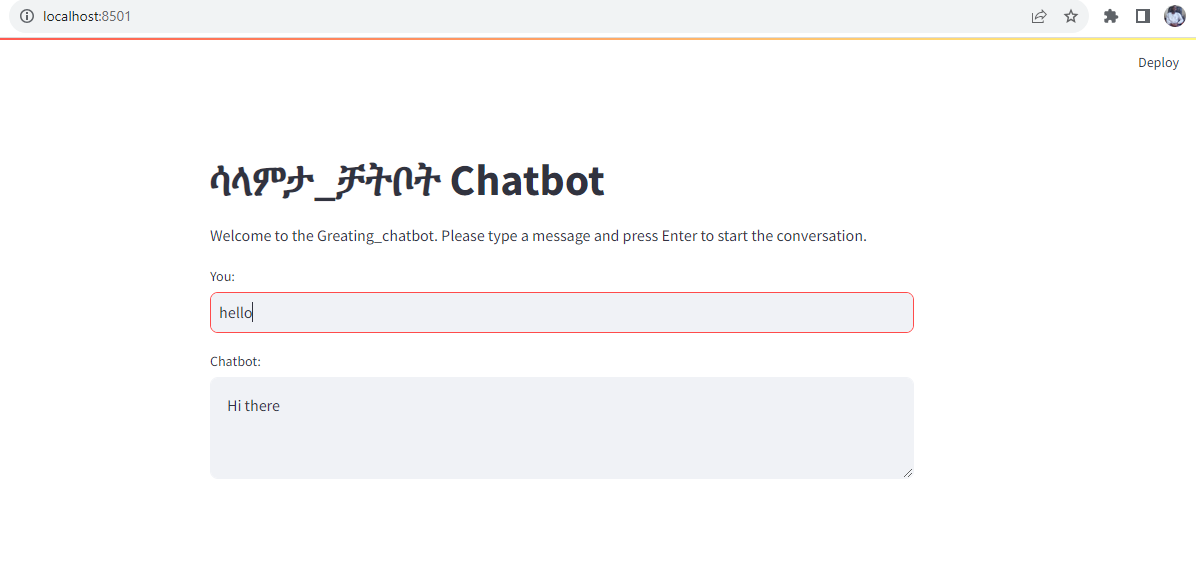 localhost:8501
Deploy
ሳላምታ_ቻትቦት Chatbot
Welcome to the Greating_chatbot. Please type a message and press Enter to start the conversation.
You:
hello
Chatbot:
Hi there